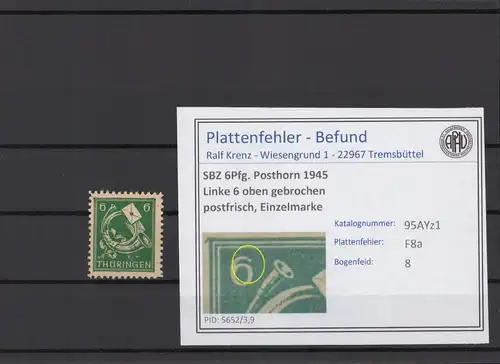 6 6
THÜRINGEN
Plattenfehler - Befund
Ralf Krenz - Wiesengrund 1 - 22967 Tremsbüttel
SBZ 6Pfg. Posthorn 1945
Linke 6 oben gebrochen
postfrisch, Einzelmarke
Katalognummer: 95AYz1
Plattenfehler: F8a
Bogenfeld: 8
6
PID: 5652/3,9